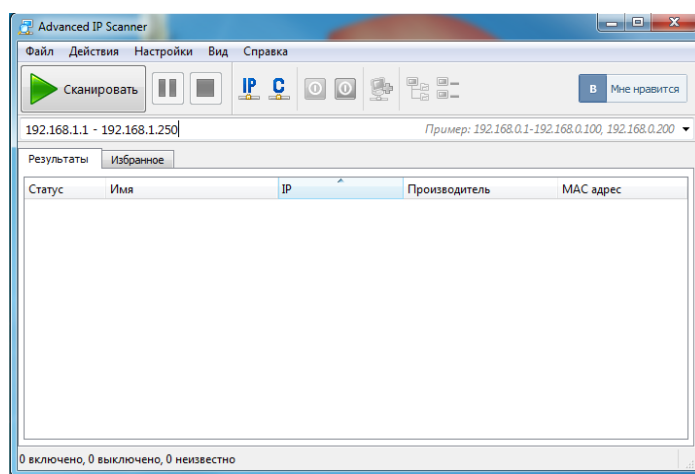 Advanced IP Scanner
Файл Действия Настройки Вид Справка
Сканировать IP C B Мне нравится
192.168.1.1 - 192.168.1.250 Пример: 192.168.0.1-192.168.0.100, 192.168.0.200
Результаты Избранное
Статус Имя IP Производитель MAC адрес
0 включено, 0 выключено, 0 неизвестно